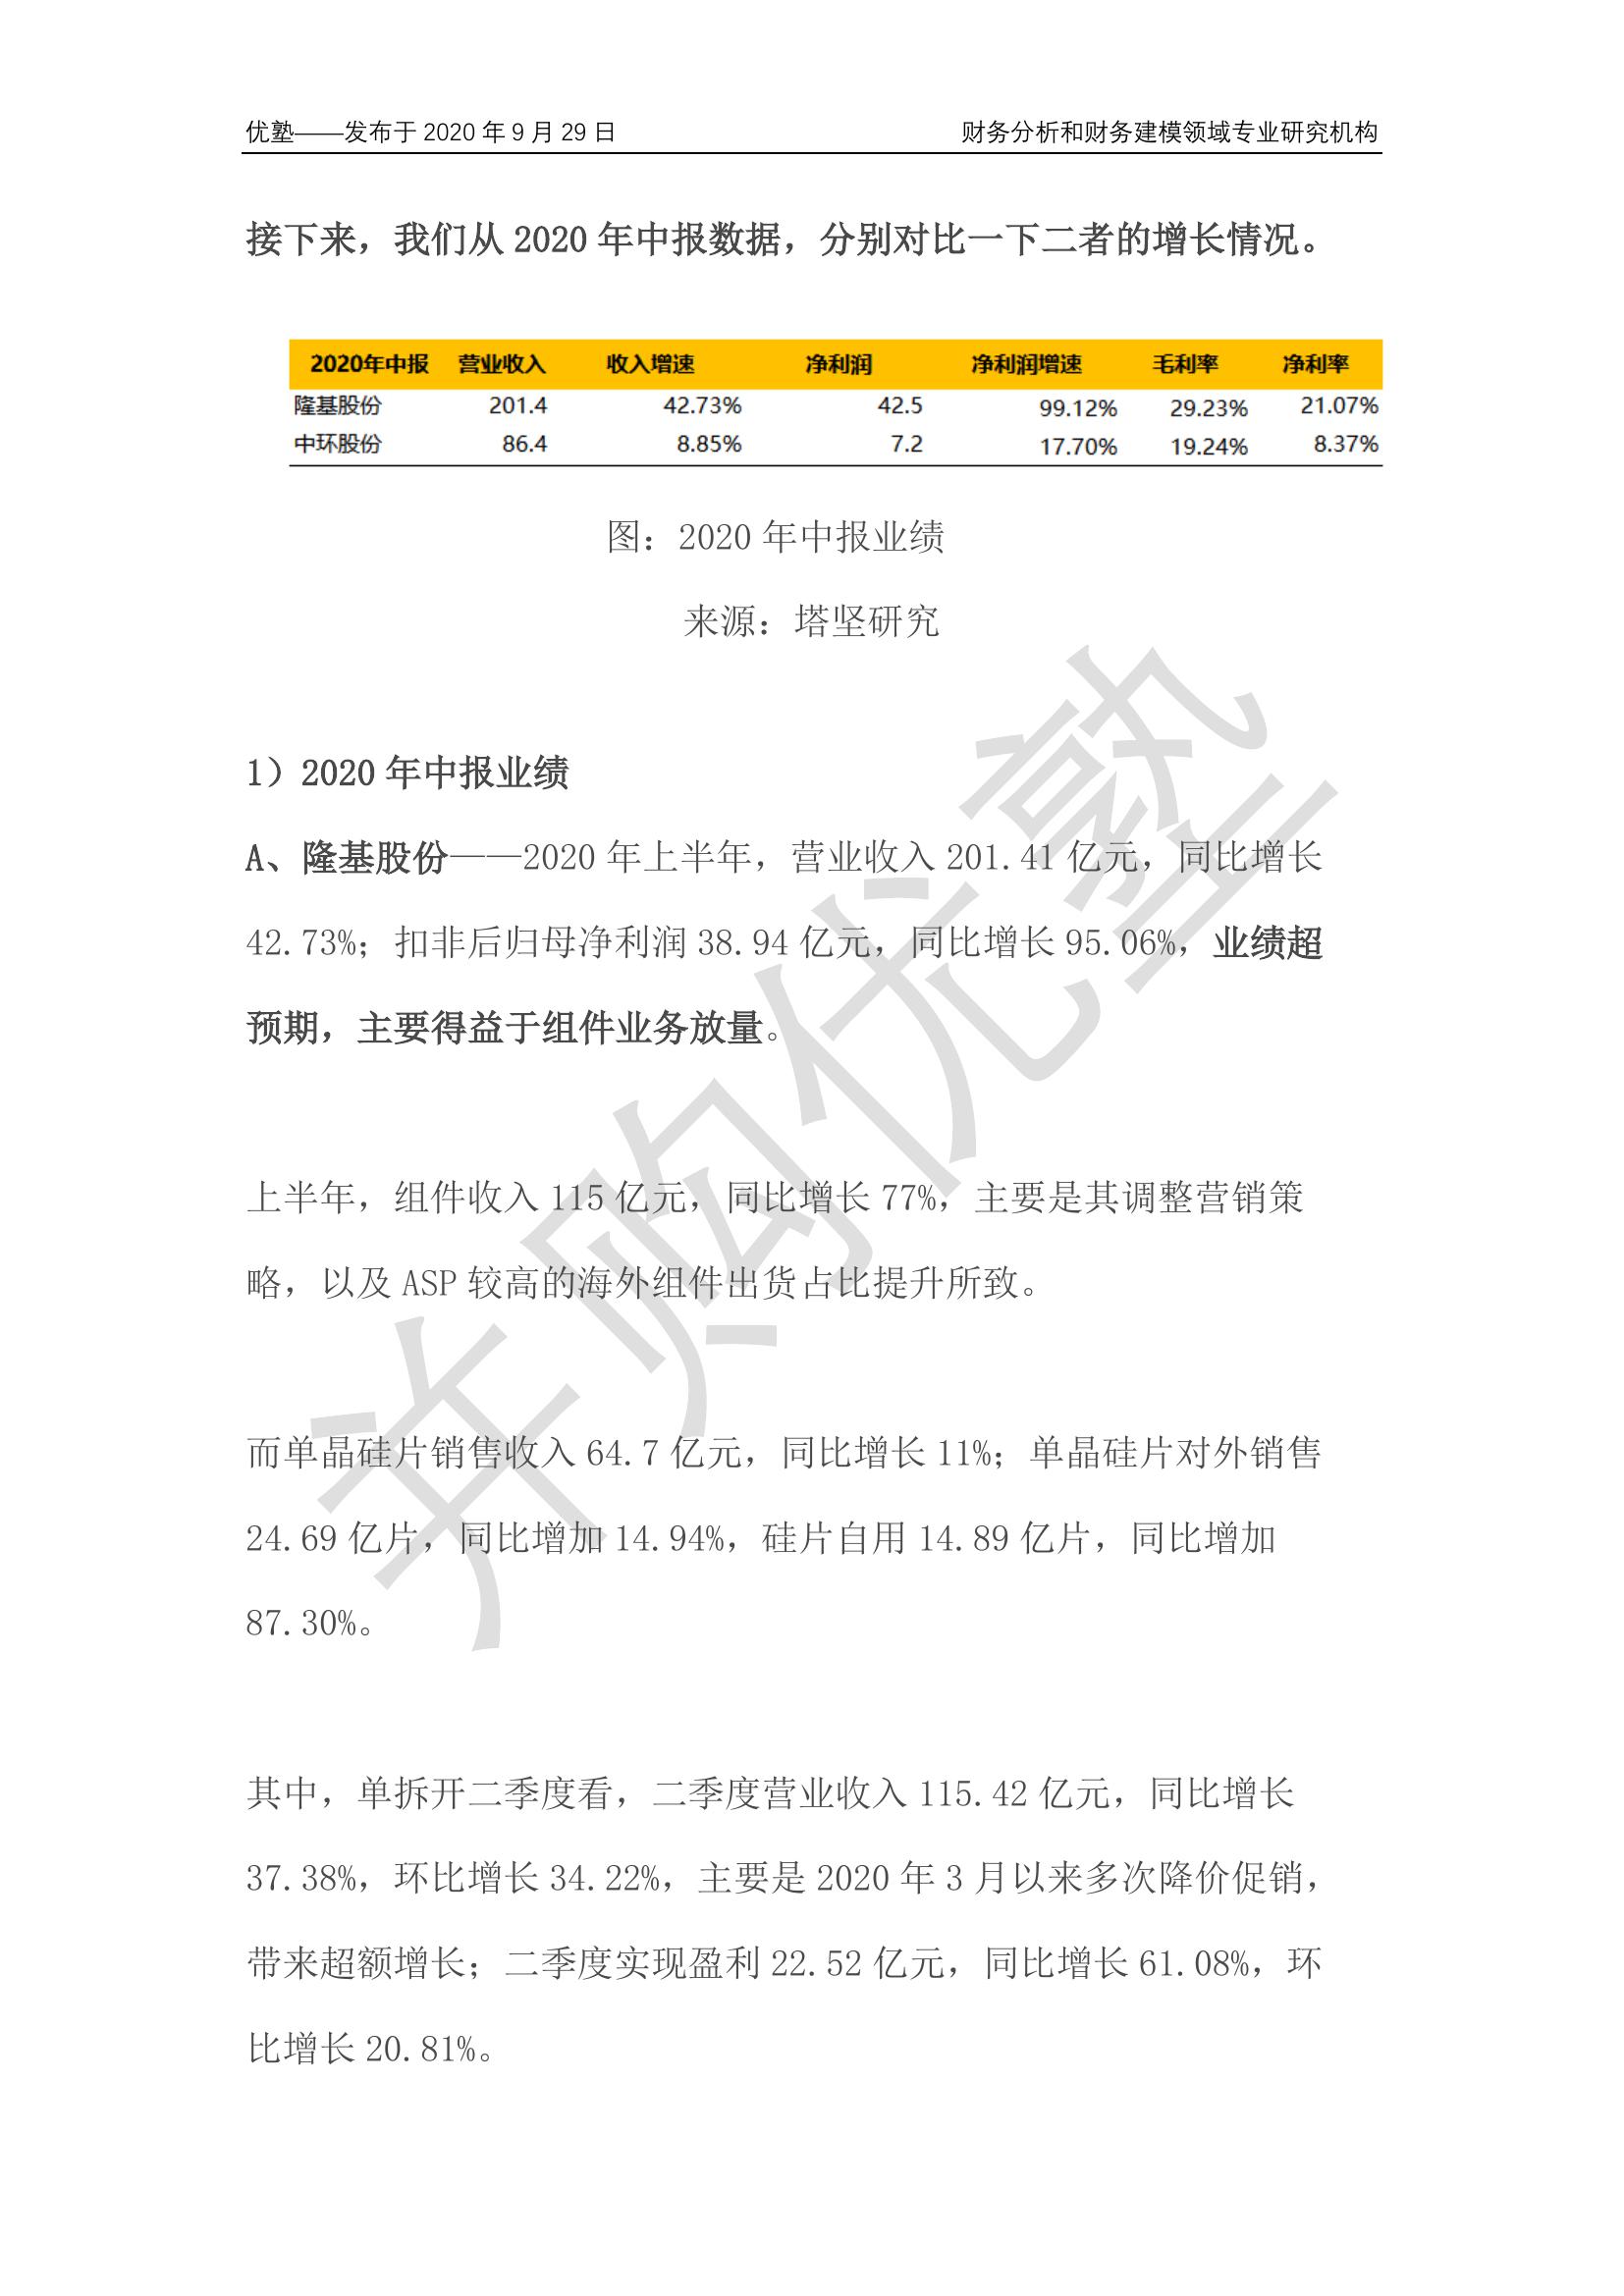 优塾——发布于 2020 年 9 月 29 日 财务分析和财务建模领域专业研究机构
接下来，我们从 2020 年中报数据，分别对比一下二者的增长情况。
2020年中报 营业收入 收入增速 净利润 净利润增速 毛利率 净利率
隆基股份 201.4 42.73% 42.5 99.12% 29.23% 21.07%
中环股份 86.4 8.85% 7.2 17.70% 19.24% 8.37%
图：2020 年中报业绩
来源：塔坚研究
1）2020 年中报业绩
A、隆基股份——2020 年上半年，营业收入 201.41 亿元，同比增长
42.73%；扣非后归母净利润 38.94 亿元，同比增长 95.06%，业绩超
预期，主要得益于组件业务放量。
上半年，组件收入 115 亿元，同比增长 77%，主要是其调整营销策
略，以及 ASP 较高的海外组件出货占比提升所致。
而单晶硅片销售收入 64.7 亿元，同比增长 11%；单晶硅片对外销售
24.69 亿片，同比增加 14.94%，硅片自用 14.89 亿片，同比增加
87.30%。
其中，单拆开二季度看，二季度营业收入 115.42 亿元，同比增长
37.38%，环比增长 34.22%，主要是 2020 年 3 月以来多次降价促销，
带来超额增长；二季度实现盈利 22.52 亿元，同比增长 61.08%，环
比增长 20.81%。
并购优塾